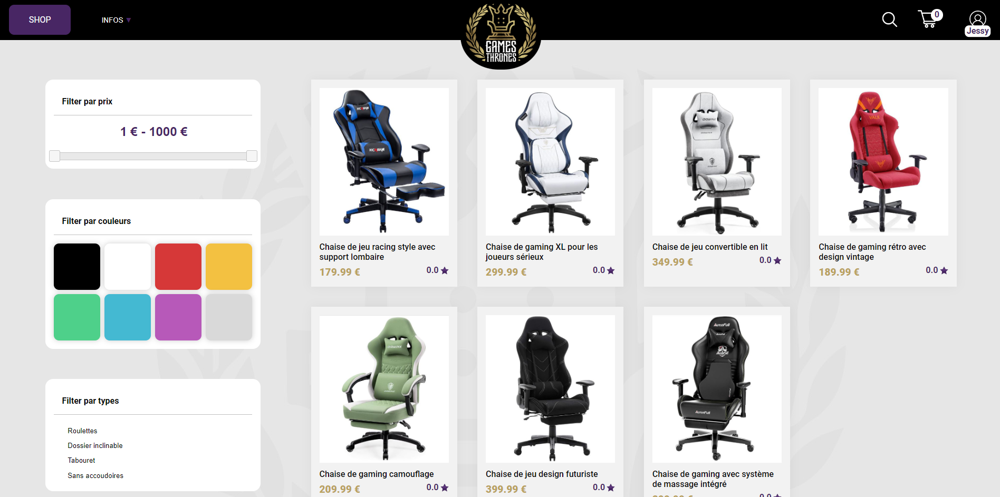 SHOP
INFOS
GAMES
THRONES
0
Jessy
Filter par prix
1 € - 1000 €
Filter par couleurs
Filter par types
Roulettes
Dossier inclinable
Tabouret
Sans accoudoires
Chaise de jeu racing style avec
support lombaire
179.99 €
0.0
Chaise de gaming XL pour les
joueurs sérieux
299.99 €
0.0
Chaise de jeu convertible en lit
349.99 €
0.0
VALK
Chaise de gaming rétro avec
design vintage
189.99 €
0.0
Chaise de gaming camouflage
209.99 €
0.0
Chaise de jeu design futuriste
399.99 €
0.0
AutoFull
AutoFull
AutoFull
Chaise de gaming avec système
de massage intégré